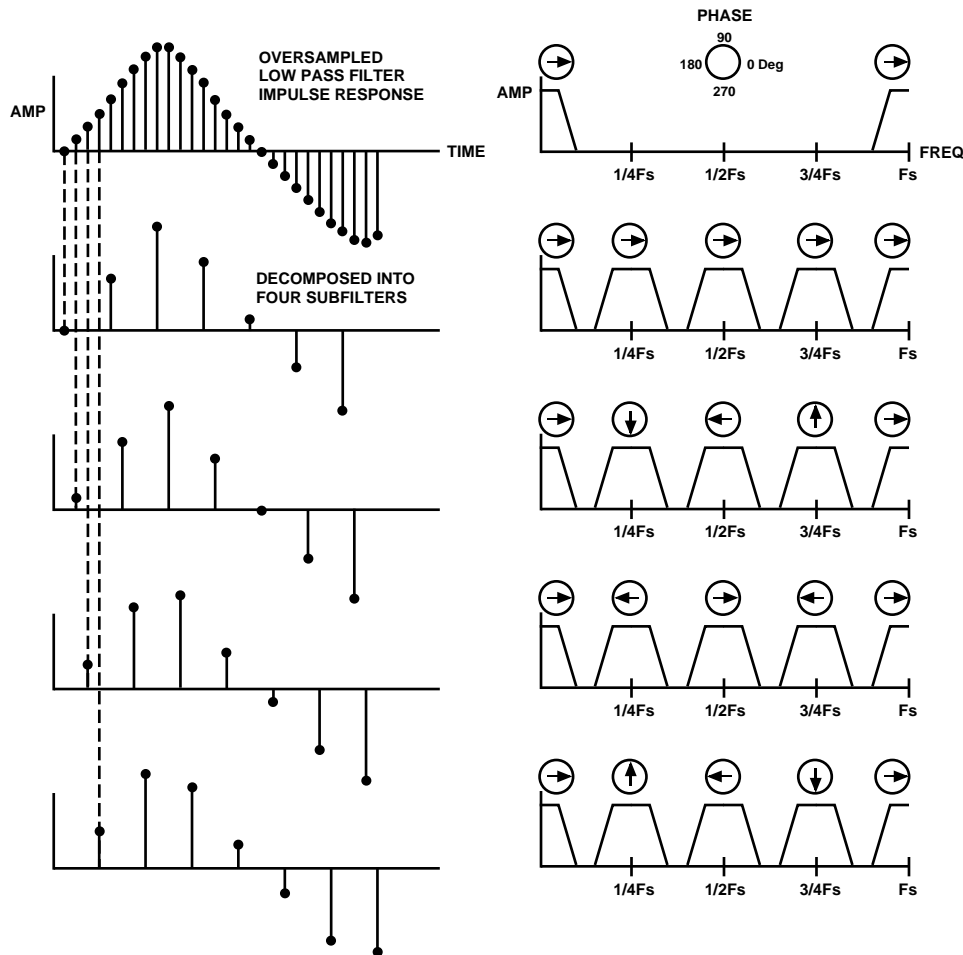 OVERSAMPLED
LOW PASS FILTER
IMPULSE RESPONSE
AMP
TIME
PHASE
90
180
0 Deg
270
AMP
FREQ
1/4Fs 1/2Fs 3/4Fs Fs
DECOMPOSED INTO
FOUR SUBFILTERS
1/4Fs 1/2Fs 3/4Fs Fs
1/4Fs 1/2Fs 3/4Fs Fs
1/4Fs 1/2Fs 3/4Fs Fs
1/4Fs 1/2Fs 3/4Fs Fs